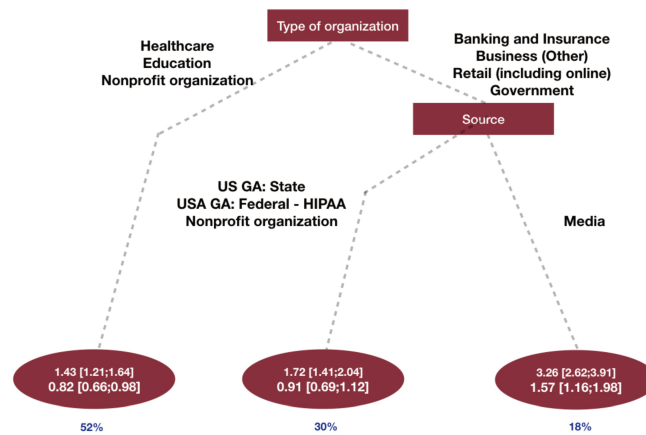 Type of organization
Healthcare
Education
Nonprofit organization
Banking and Insurance
Business (Other)
Retail (including online)
Government
Source
US GA: State
USA GA: Federal - HIPAA
Nonprofit organization
Media
1.43 [1.21;1.64]
0.82 [0.66;0.98]
1.72 [1.41;2.04]
0.91 [0.69;1.12]
3.26 [2.62;3.91]
1.57 [1.16;1.98]
52%
30%
18%